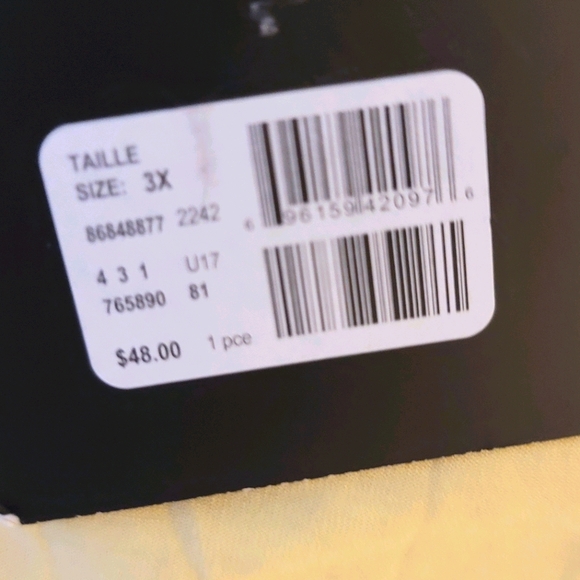 TAILLE
SIZE: 3X
86848877 2242
4 3 1 U17
765890 81
$48.00 1 pce
6 96159 42097 6